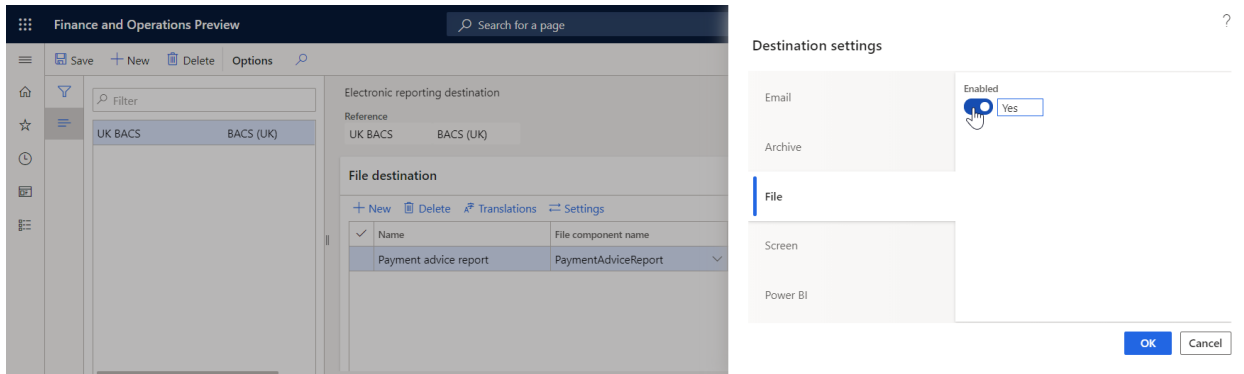 Finance and Operations Preview
Search for a page
Save
New
Delete
Options
Filter
UK BACS BACS (UK)
Electronic reporting destination
Reference
UK BACS BACS (UK)
File destination
New Delete Translations Settings
Name File component name
Payment advice report PaymentAdviceReport
?
Destination settings
Email
Archive
File
Screen
Power BI
Enabled
Yes
OK Cancel